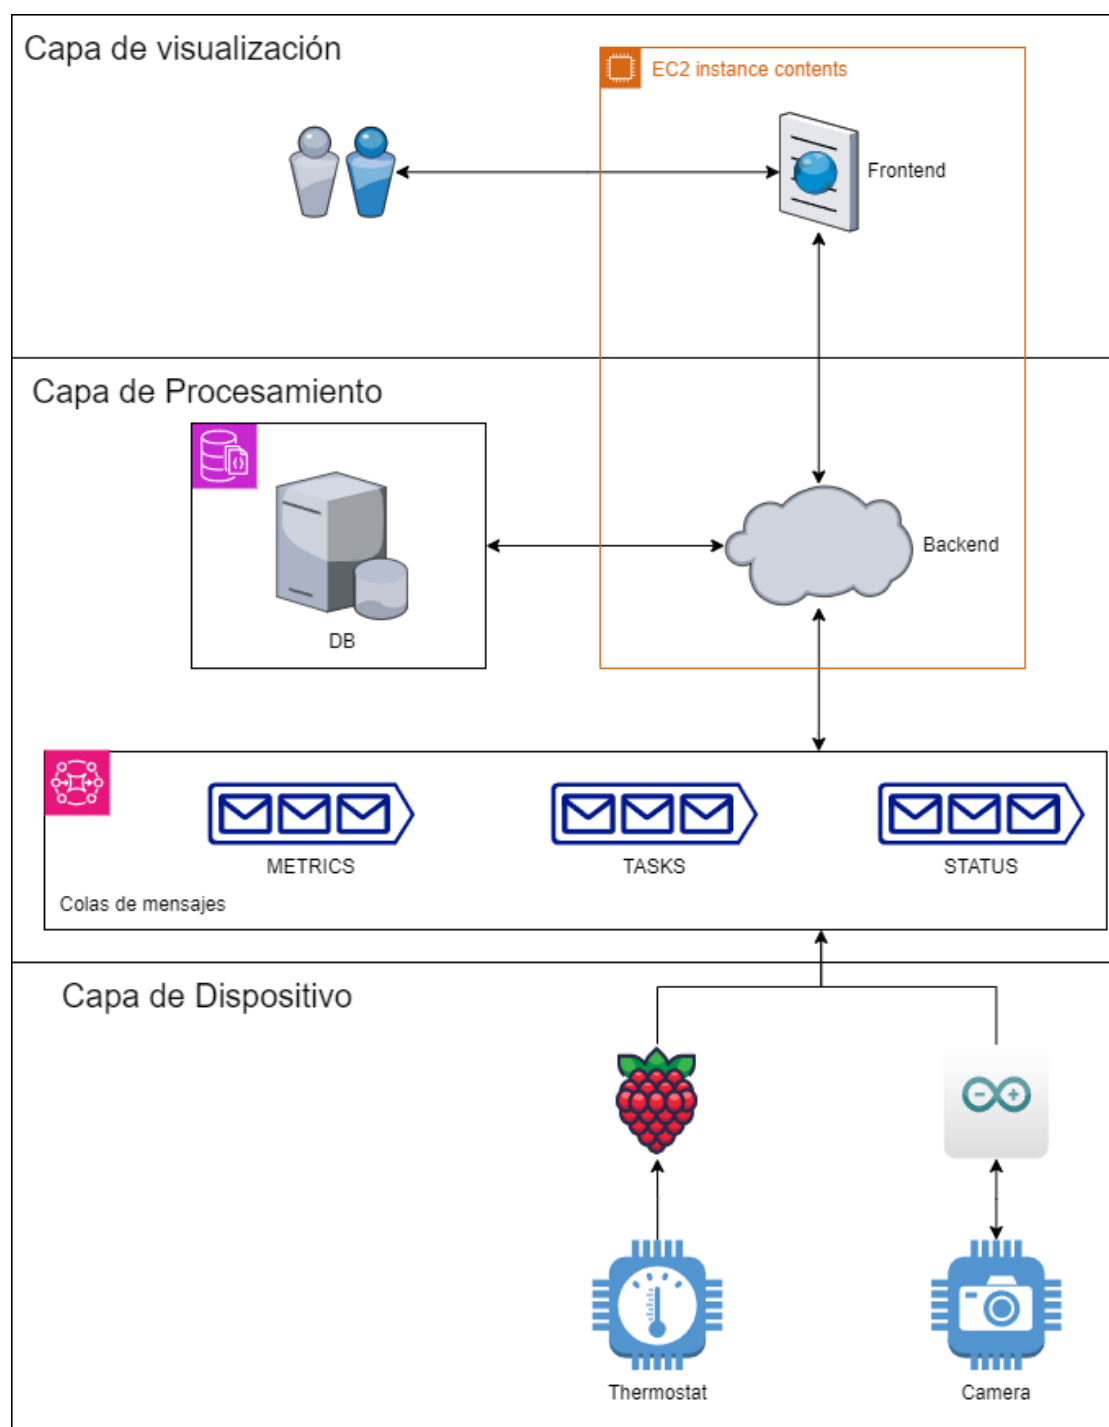 Capa de visualización
EC2 instance contents
Frontend
Capa de Procesamiento
Backend
DB
METRICS
TASKS
STATUS
Colas de mensajes
Capa de Dispositivo
Thermostat
Camera